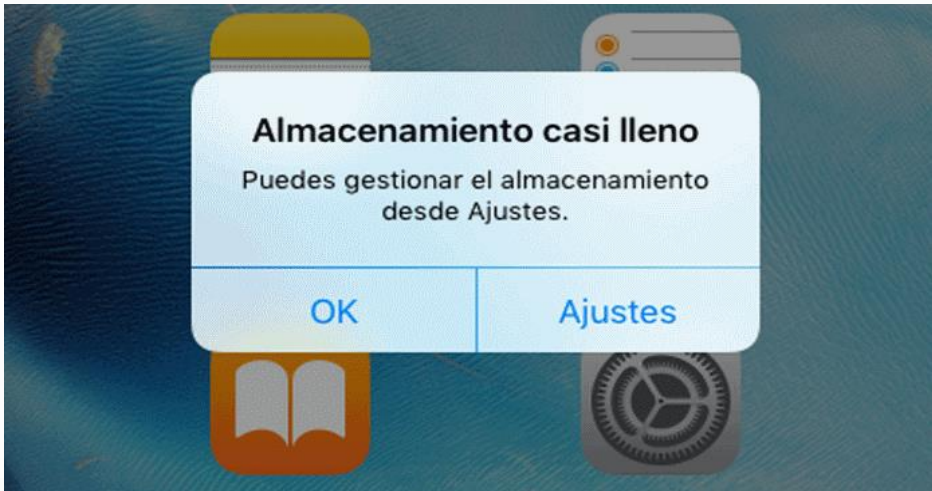 Almacenamiento casi lleno
Puedes gestionar el almacenamiento
desde Ajustes.
OK
Ajustes